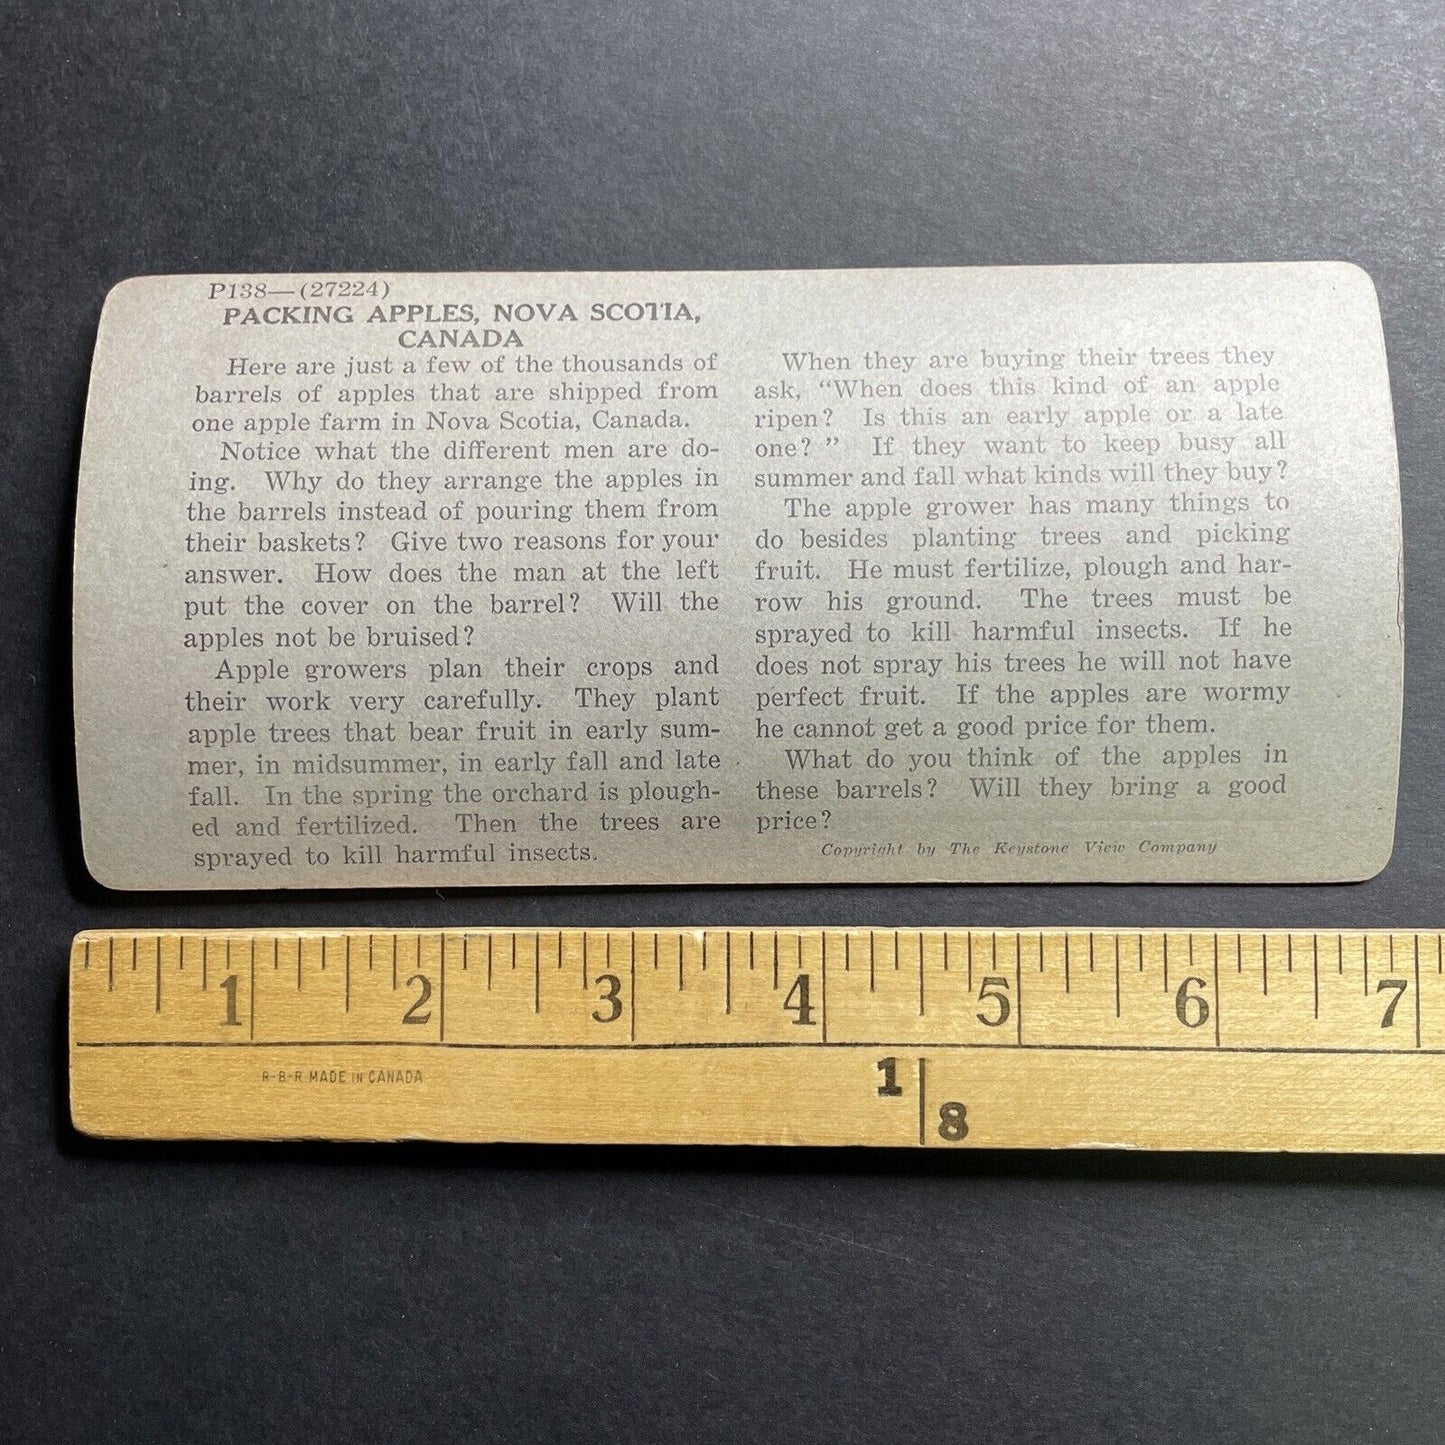 P138—(27224)
PACKING APPLES, NOVA SCOTIA,
CANADA
Here are just a few of the thousands of
barrels of apples that are shipped from
one apple farm in Nova Scotia, Canada.
Notice what the different men are do-
ing. Why do they arrange the apples in
the barrels instead of pouring them from
their baskets? Give two reasons for your
answer. How does the man at the left
put the cover on the barrel? Will the
apples not be bruised?
Apple growers plan their crops and
their work very carefully. They plant
apple trees that bear fruit in early sum-
mer, in midsummer, in early fall and late
fall. In the spring the orchard is plough-
ed and fertilized. Then the trees are
sprayed to kill harmful insects.
When they are buying their trees they
ask, “When does this kind of an apple
ripen? Is this an early apple or a late
one? ” If they want to keep busy all
summer and fall what kinds will they buy?
The apple grower has many things to
do besides planting trees and picking
fruit. He must fertilize, plough and har-
row his ground. The trees must be
sprayed to kill harmful insects. If he
does not spray his trees he will not have
perfect fruit. If the apples are wormy
he cannot get a good price for them.
What do you think of the apples in
these barrels? Will they bring a good
price?
Copyright by The Keystone View Company
1 2 3 4 5 6 7
R-B-R MADE IN CANADA
1
8